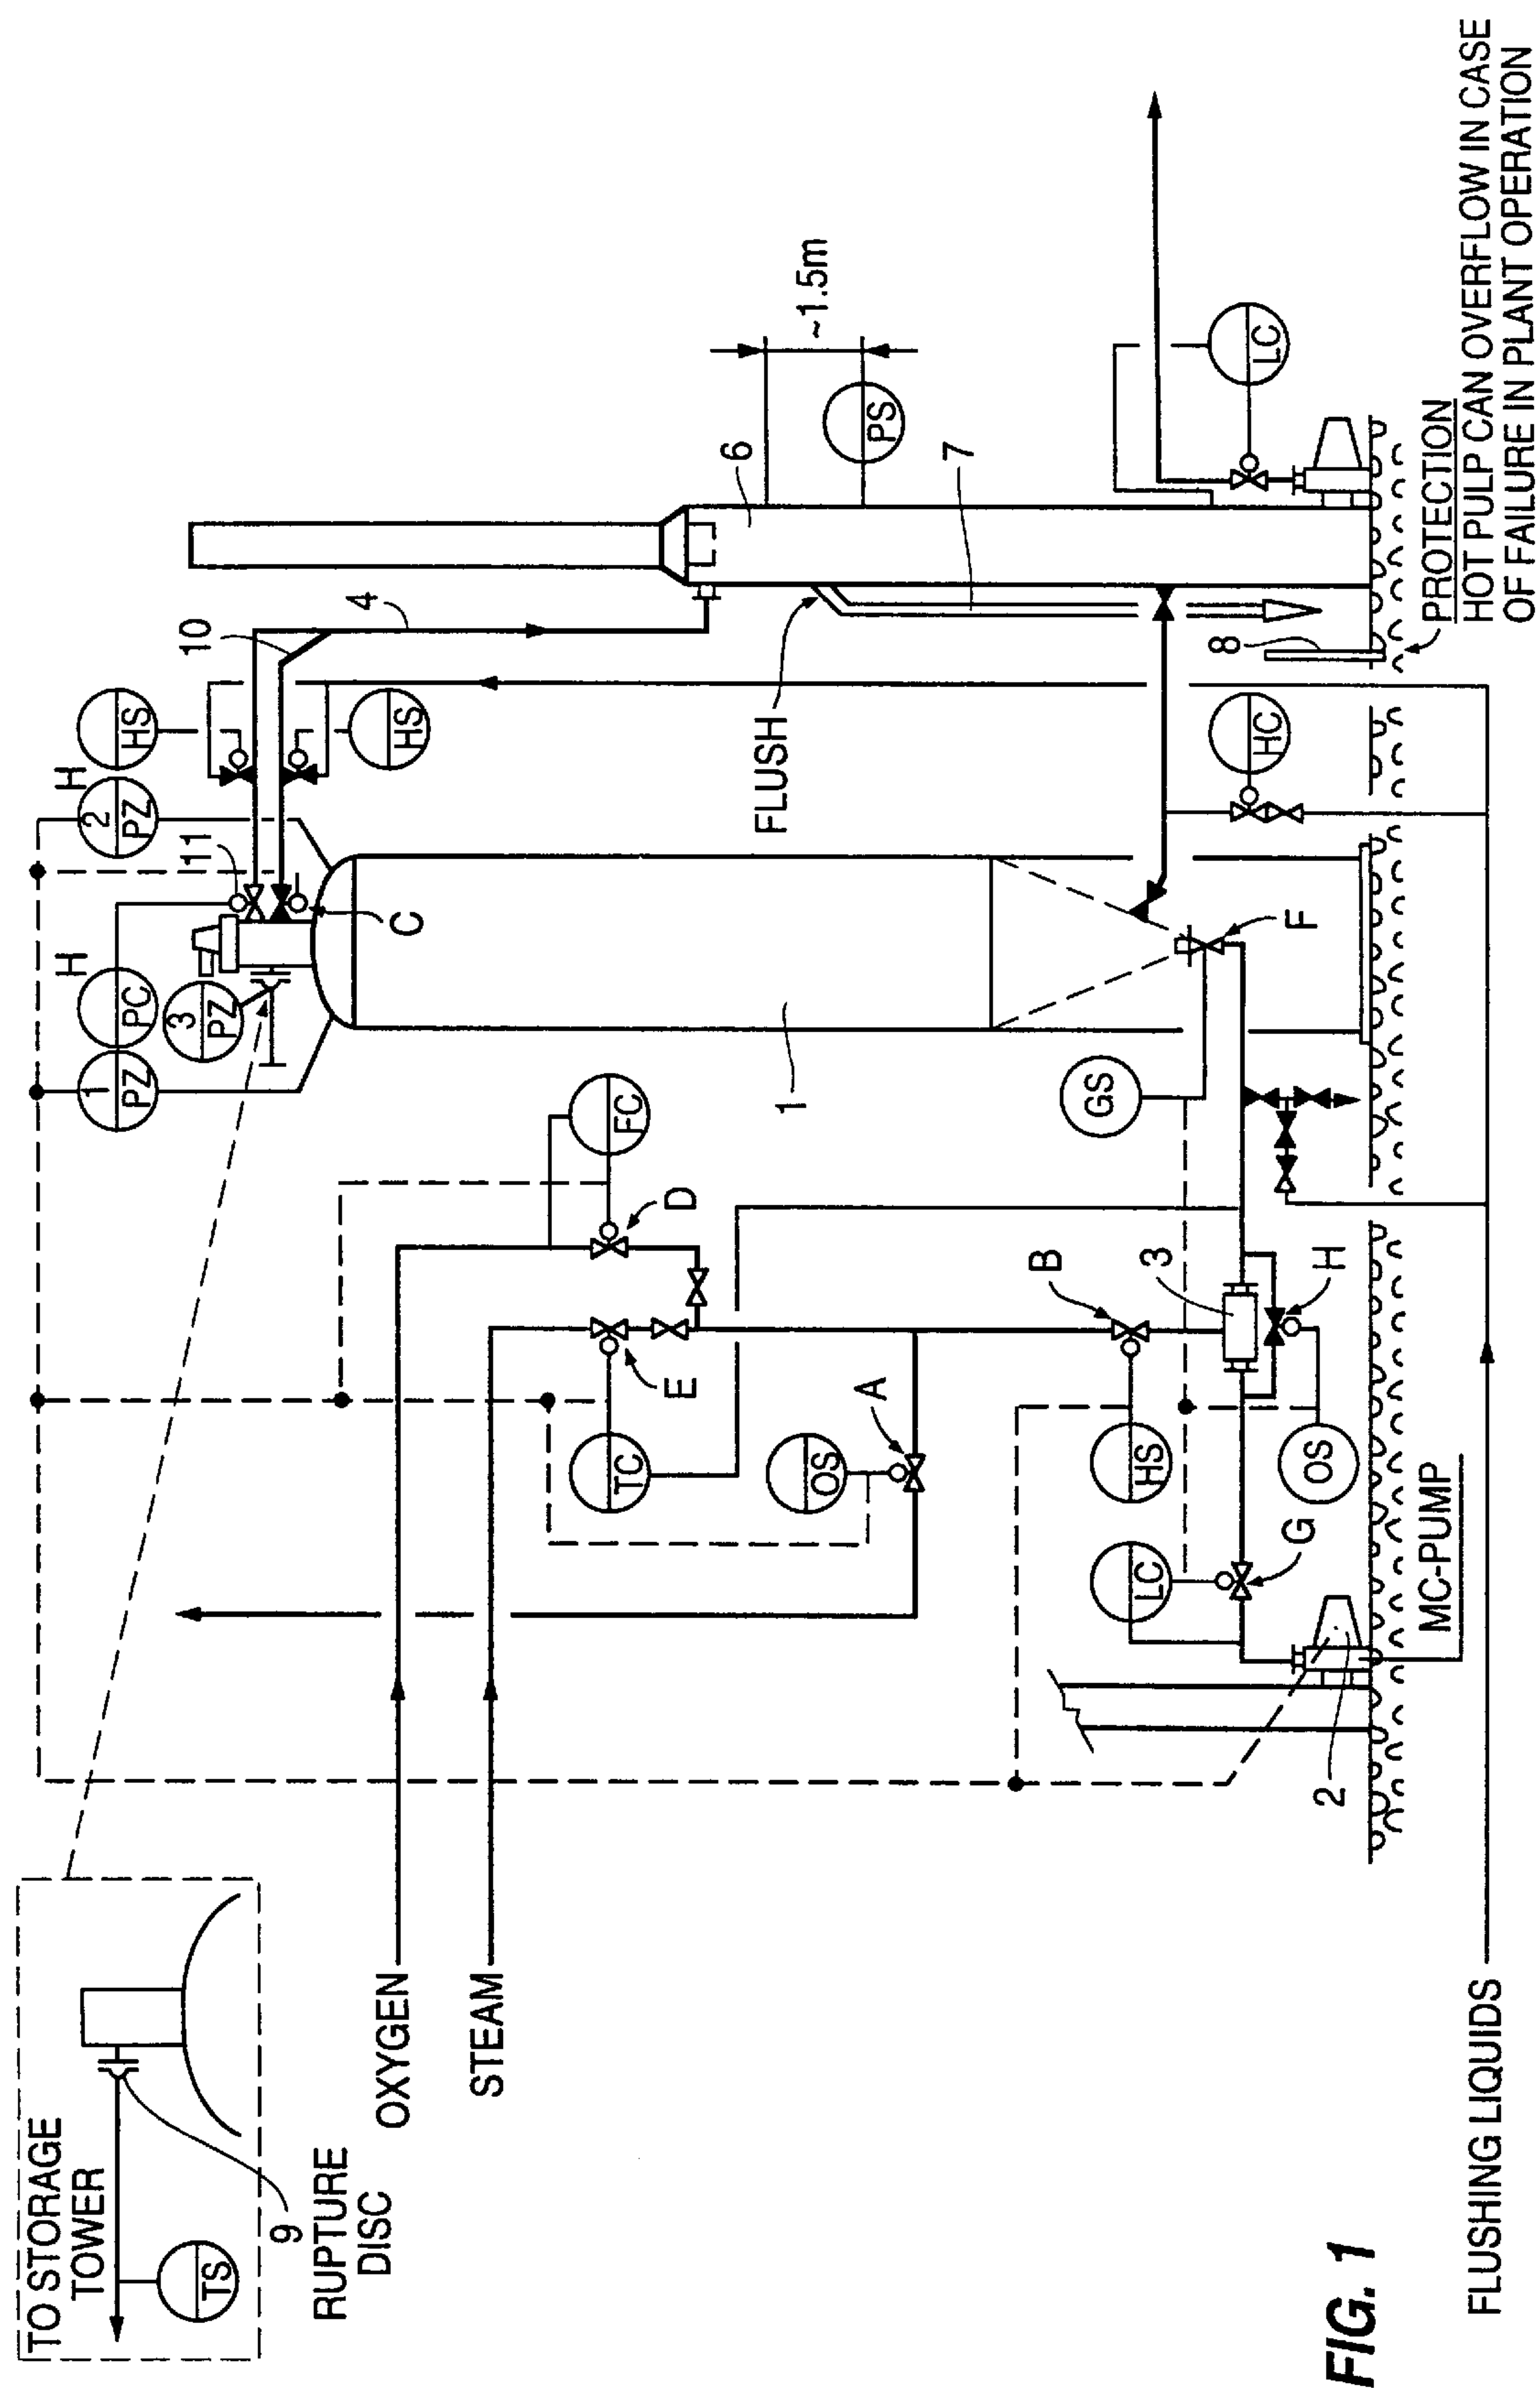 TO STORAGE
TOWER
TS
9
RUPTURE
DISC
OXYGEN
STEAM
H
1
PZ
PC
3
PZ
H
2
PZ
HS
11
10
4
HS
C
FC
D
E
TC
OS
A
1
6
~1.5m
PS
7
FLUSH
GS
F
B
HS
3
H
OS
LC
G
2
MC-PUMP
HC
8
LC
PROTECTION
HOT PULP CAN OVERFLOW IN CASE
OF FAILURE IN PLANT OPERATION
FLUSHING LIQUIDS
FIG. 1